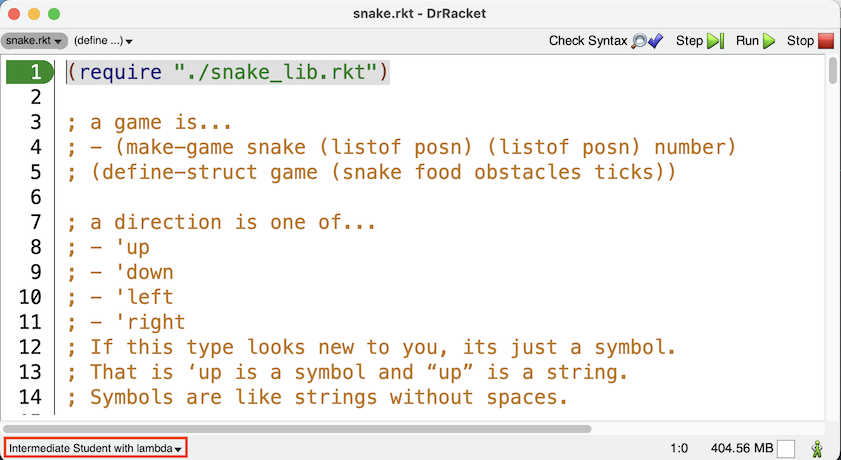 snake.rkt - DrRacket
snake.rkt (define ...) Check Syntax Step Run Stop
1 (require "./snake_lib.rkt")
2
3 ; a game is...
4 ; - (make-game snake (listof posn) (listof posn) number)
5 ; (define-struct game (snake food obstacles ticks))
6
7 ; a direction is one of...
8 ; - 'up
9 ; - 'down
10 ; - 'left
11 ; - 'right
12 ; If this type looks new to you, its just a symbol.
13 ; That is ‘up is a symbol and “up” is a string.
14 ; Symbols are like strings without spaces.
Intermediate Student with lambda 1:0 404.56 MB